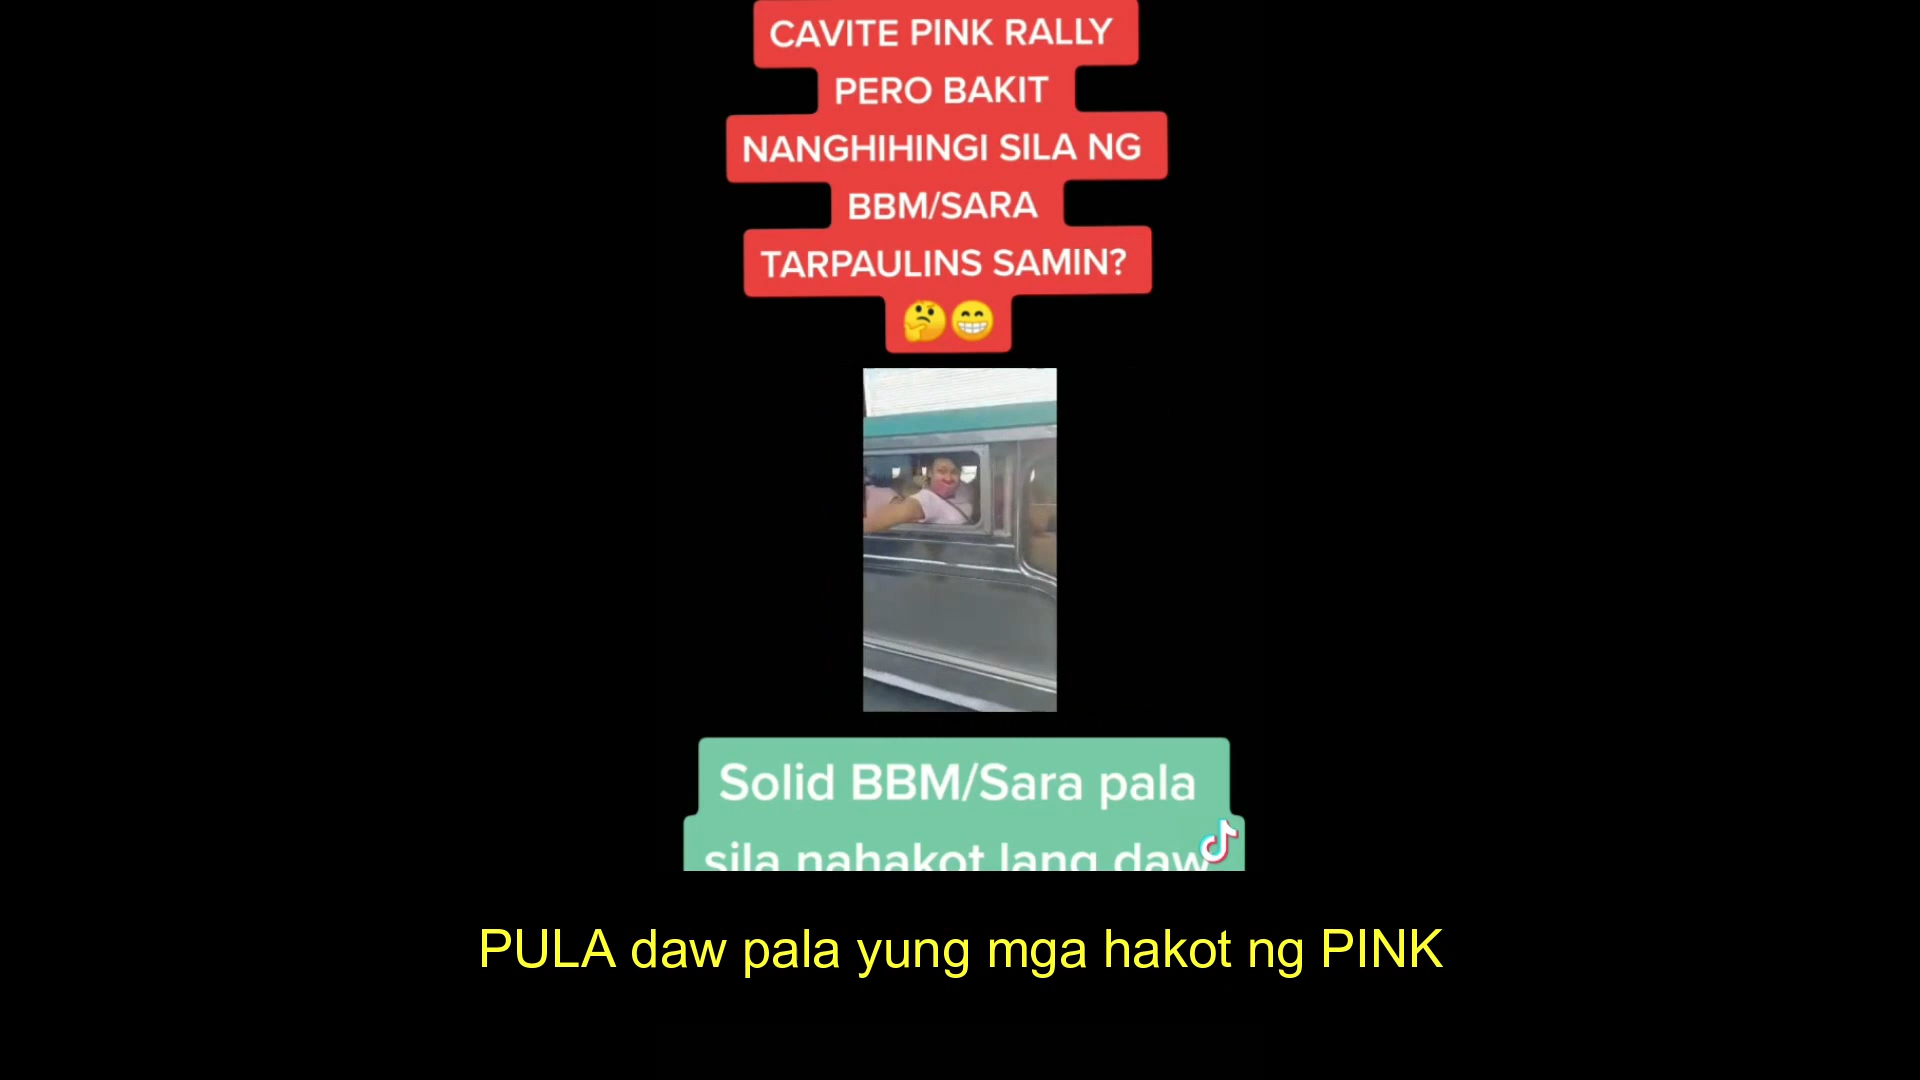 CAVITE PINK RALLY
PERO BAKIT
NANGHIHINGI SILA NG
BBM/SARA
TARPAULINS SAMIN?
🤔😁
Solid BBM/Sara pala
sila nahakot lang daw
PULA daw pala yung mga hakot ng PINK